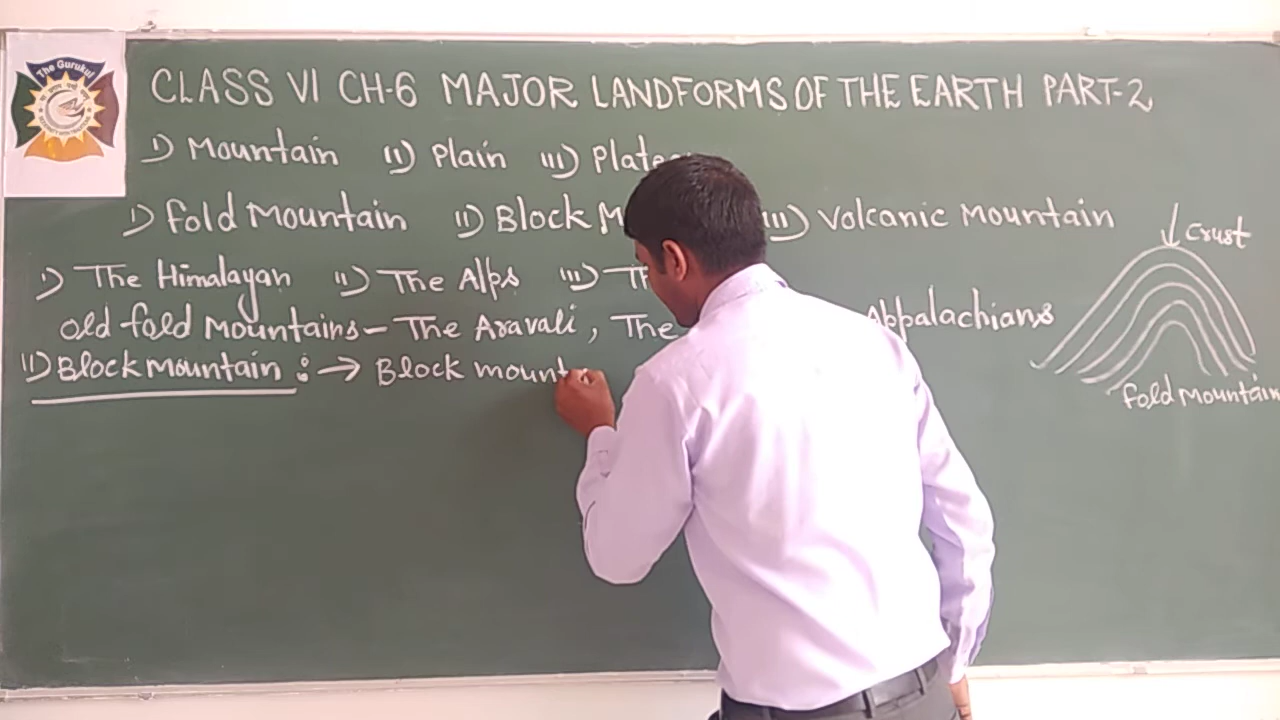 The Gurukul
CLASS VI CH-6 MAJOR LANDFORMS OF THE EARTH PART-2
I) Mountain II) Plain III)
I) Fold Mountain II) Block III) Volcanic Mountain
crust
I) The Himalayan II) The Alps III)
old fold Mountains - The Aravali, The Appalachians
II) Block mountain :→ Block mount
fold Mountain